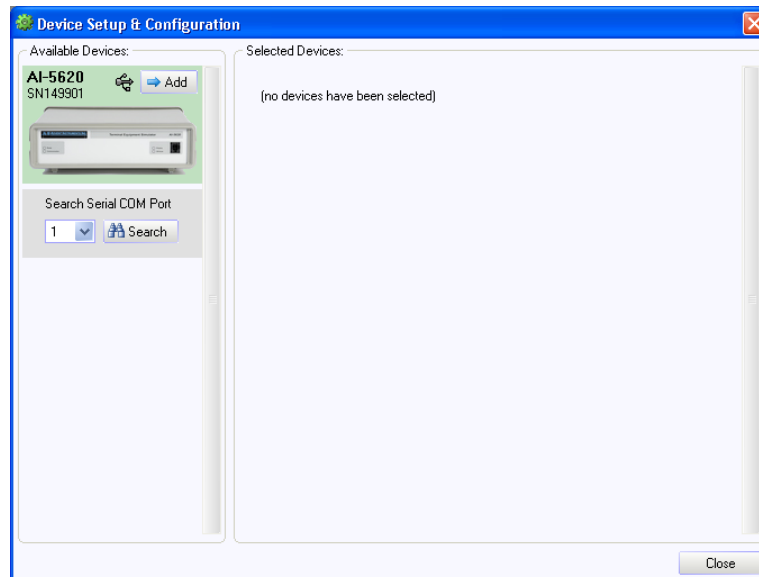 Device Setup & Configuration
Available Devices:
AI-5620
SN149901
Add
Search Serial COM Port
1
Search
Selected Devices:
(no devices have been selected)
Close